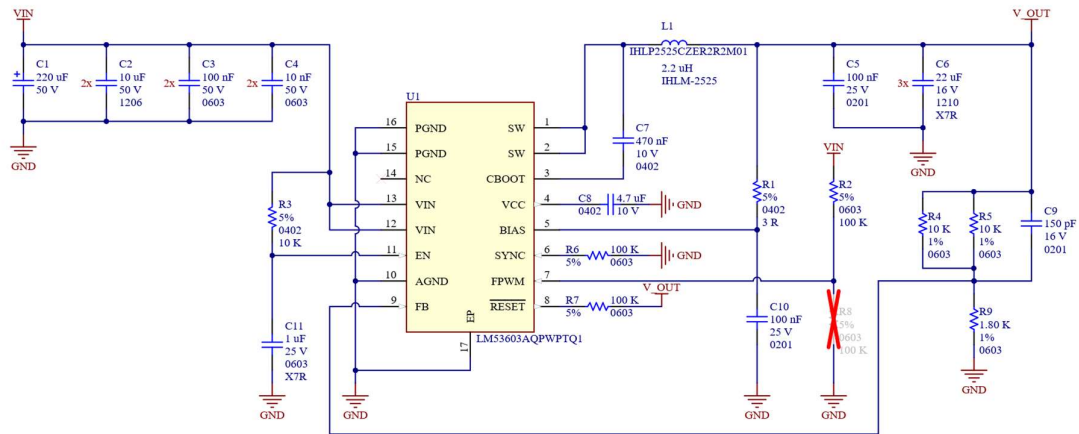 VIN
C1
220 uF
50 V
2x
C2
10 uF
50 V
1206
2x
C3
100 nF
50 V
0603
2x
C4
10 nF
50 V
0603
GND
L1
IHLP2525CZER2R2M01
2.2 uH
IHLM-2525
V_OUT
C5
100 nF
25 V
0201
3x
C6
22 uF
16 V
1210
X7R
GND
U1
16
PGND
15
PGND
14
NC
13
VIN
12
VIN
11
EN
10
AGND
9
FB
SW
1
SW
2
CBOOT
3
VCC
4
BIAS
5
SYNC
6
FPWM
7
RESET
8
EP
17
LM53603AQPWPTQ1
C7
470 nF
10 V
0402
C8
0402
4.7 uF
10 V
GND
R6
5%
100 K
0603
GND
R7
5%
100 K
0603
V_OUT
R3
5%
0402
10 K
C11
1 uF
25 V
0603
X7R
GND
GND
R1
5%
0402
3 R
C10
100 nF
25 V
0201
GND
VIN
R2
5%
0603
100 K
R8
5%
0603
100 K
GND
R4
10 K
1%
0603
R5
10 K
1%
0603
C9
150 pF
16 V
0201
R9
1.80 K
1%
0603
GND